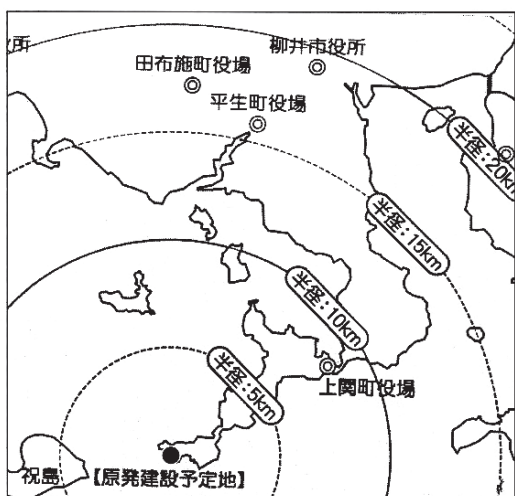 所
柳井市役所
田布施町役場
平生町役場
半径:20km
半径:15km
半径:10km
半径:5km
上関町役場
祝島
【原発建設予定地】